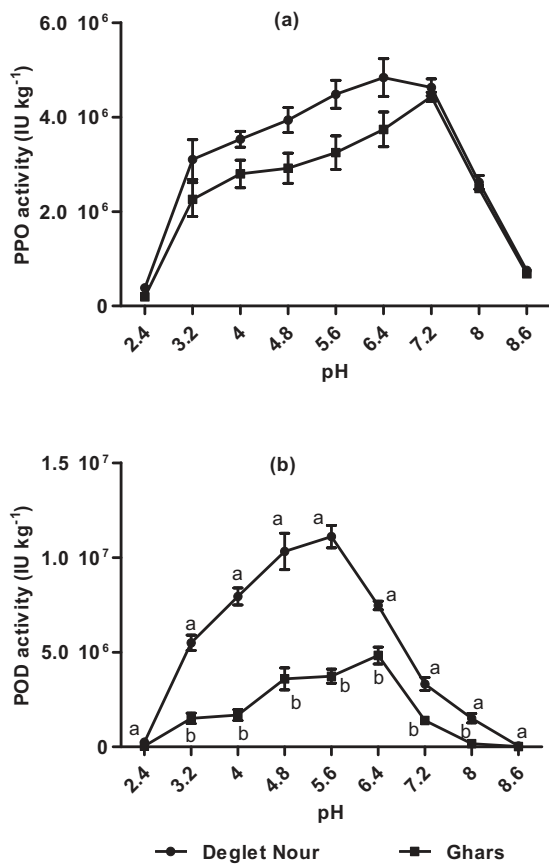 (a)
6.0 10⁶
4.0 10⁶
2.0 10⁶
0
PPO activity (IU kg⁻¹)
2.4 3.2 4 4.8 5.6 6.4 7.2 8 8.6
pH
(b)
1.5 10⁷
1.0 10⁷
5.0 10⁶
0
POD activity (IU kg⁻¹)
a a a a a a a a a
b b b b b b b
2.4 3.2 4 4.8 5.6 6.4 7.2 8 8.6
pH
Deglet Nour Ghars